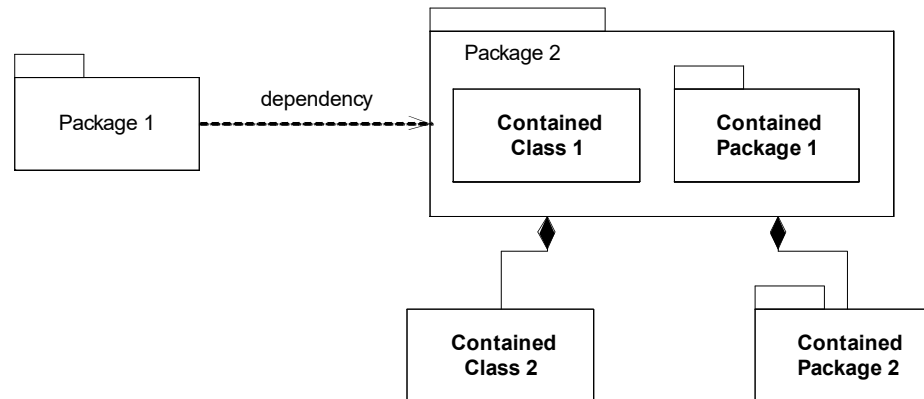 Package 2
dependency
Package 1
Contained
Class 1
Contained
Package 1
Contained
Class 2
Contained
Package 2